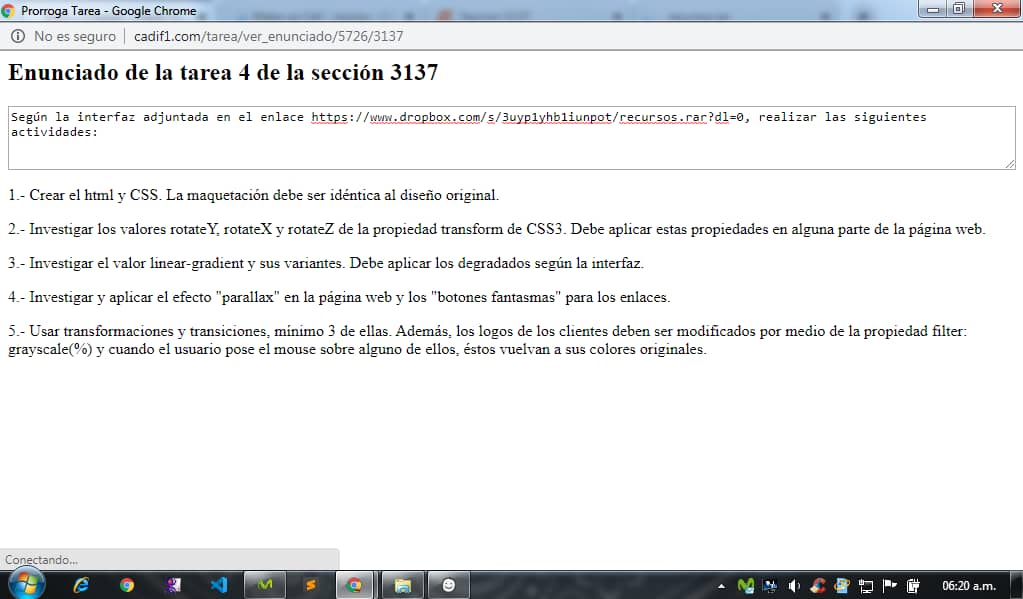 Prorroga Tarea - Google Chrome
No es seguro | cadif1.com/tarea/ver_enunciado/5726/3137
Enunciado de la tarea 4 de la sección 3137
Según la interfaz adjuntada en el enlace https://www.dropbox.com/s/3uyp1yhb1iunpot/recursos.rar?dl=0, realizar las siguientes
actividades:
1.- Crear el html y CSS. La maquetación debe ser idéntica al diseño original.
2.- Investigar los valores rotateY, rotateX y rotateZ de la propiedad transform de CSS3. Debe aplicar estas propiedades en alguna parte de la página web.
3.- Investigar el valor linear-gradient y sus variantes. Debe aplicar los degradados según la interfaz.
4.- Investigar y aplicar el efecto "parallax" en la página web y los "botones fantasmas" para los enlaces.
5.- Usar transformaciones y transiciones, mínimo 3 de ellas. Además, los logos de los clientes deben ser modificados por medio de la propiedad filter:
grayscale(%) y cuando el usuario pose el mouse sobre alguno de ellos, éstos vuelvan a sus colores originales.
Conectando...
06:20 a.m.